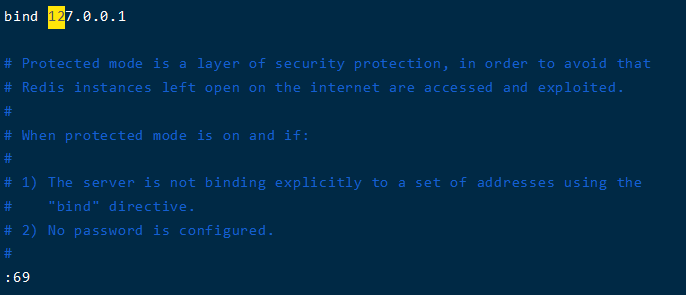 bind 127.0.0.1
# Protected mode is a layer of security protection, in order to avoid that
# Redis instances left open on the internet are accessed and exploited.
#
# When protected mode is on and if:
#
# 1) The server is not binding explicitly to a set of addresses using the
#    "bind" directive.
# 2) No password is configured.
#
:69